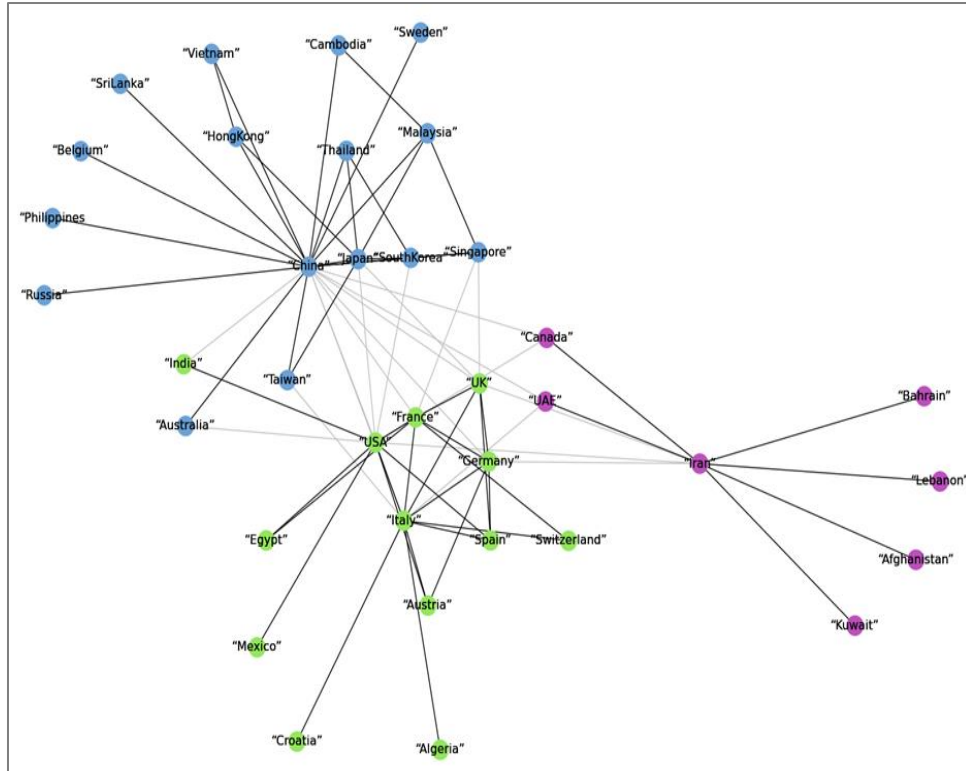 “Sweden”
“Cambodia”
“Vietnam”
“SriLanka”
“HongKong”
“Malaysia”
“Thailand”
“Belgium”
“Philippines
“Singapore”
“Japan”
“SouthKorea”
“China”
“Russia”
“Canada”
“India”
“Taiwan”
“UK”
“Bahrain”
“UAE”
“France”
“Australia”
“USA”
“Germany”
“Iran”
“Lebanon”
“Italy”
“Egypt”
“Spain”
“Switzerland”
“Afghanistan”
“Austria”
“Kuwait”
“Mexico”
“Croatia”
“Algeria”